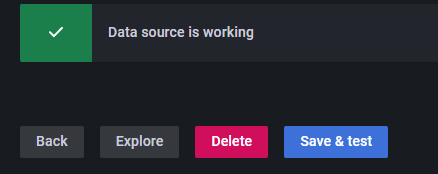 Data source is working
Back Explore Delete Save & test